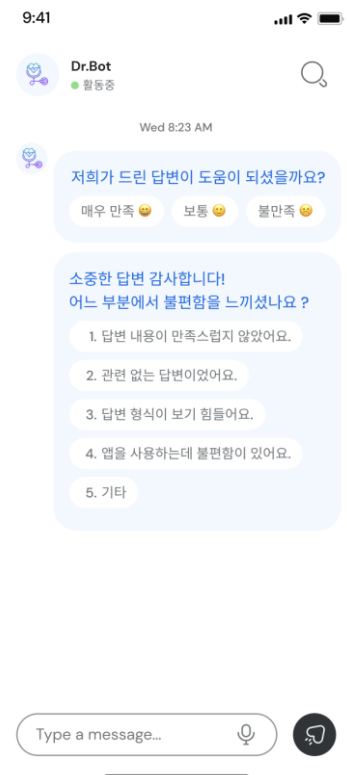 9:41
Dr.Bot
활동중
Wed 8:23 AM
저희가 드린 답변이 도움이 되셨을까요?
매우 만족 😄 보통 🙂 불만족 ☹️
소중한 답변 감사합니다!
어느 부분에서 불편함을 느끼셨나요 ?
1. 답변 내용이 만족스럽지 않았어요.
2. 관련 없는 답변이었어요.
3. 답변 형식이 보기 힘들어요.
4. 앱을 사용하는데 불편함이 있어요.
5. 기타
Type a message...